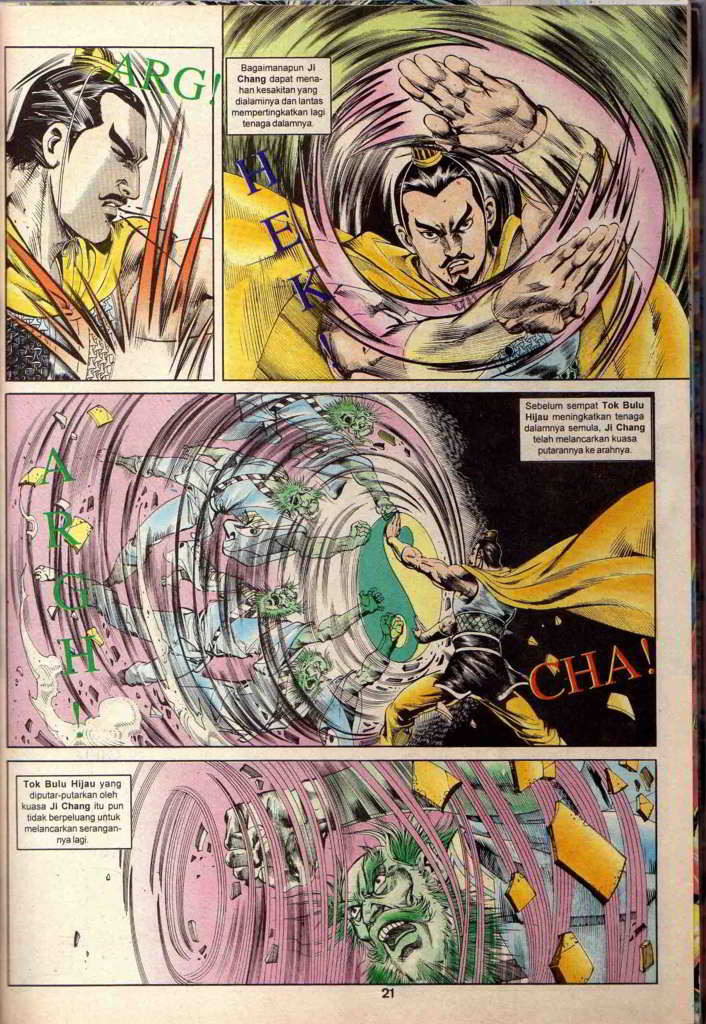 ARG!
Bagaimanapun Ji
Chang dapat mena-
han kesakitan yang
dialaminya dan lantas
mempertingkatkan lagi
tenaga dalamnya.
HEK!
Sebelum sempat Tok Bulu
Hijau meningkatkan tenaga
dalamnya semula, Ji Chang
telah melancarkan kuasa
putarannya ke arahnya.
ARGH!
CHA!
Tok Bulu Hijau yang
diputar-putarkan oleh
kuasa Ji Chang itu pun
tidak berpeluang untuk
melancarkan serangan-
nya lagi.
21